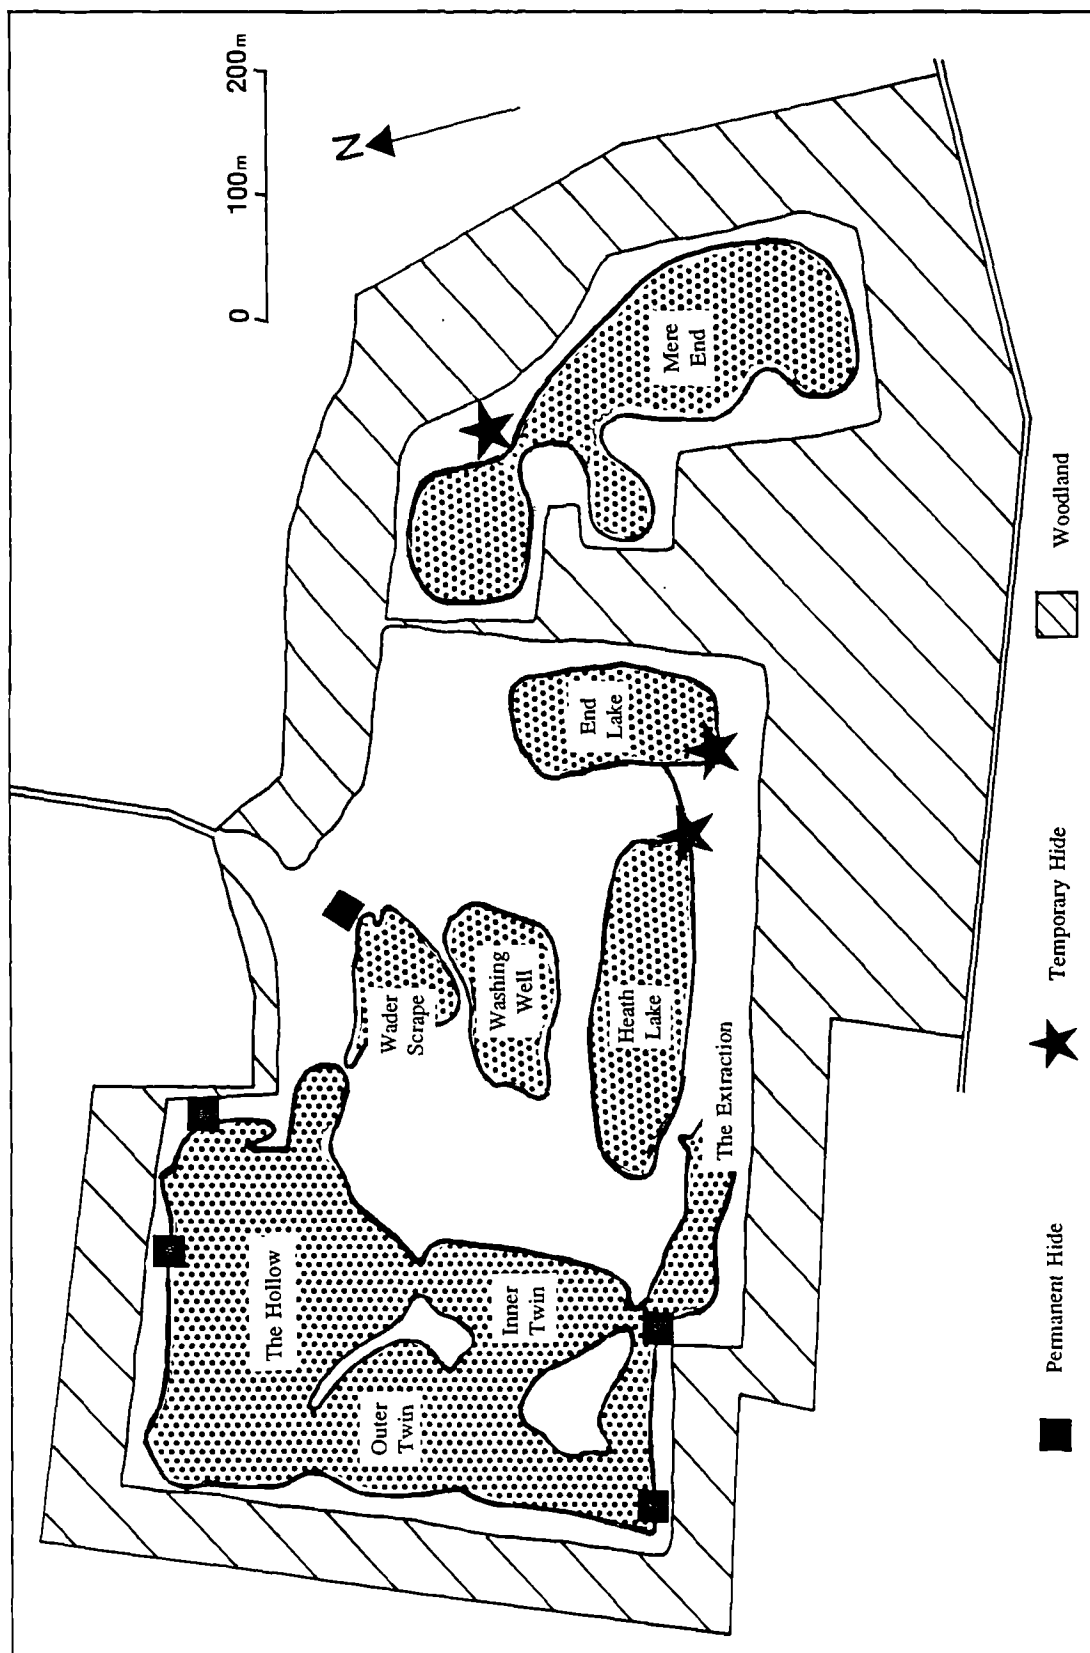 0 100m 200m
N
The Hollow
Outer
Twin
Inner
Twin
Wader
Scrape
Washing
Well
Heath
Lake
The Extraction
End
Lake
Mere
End
Permanent Hide
Temporary Hide
Woodland